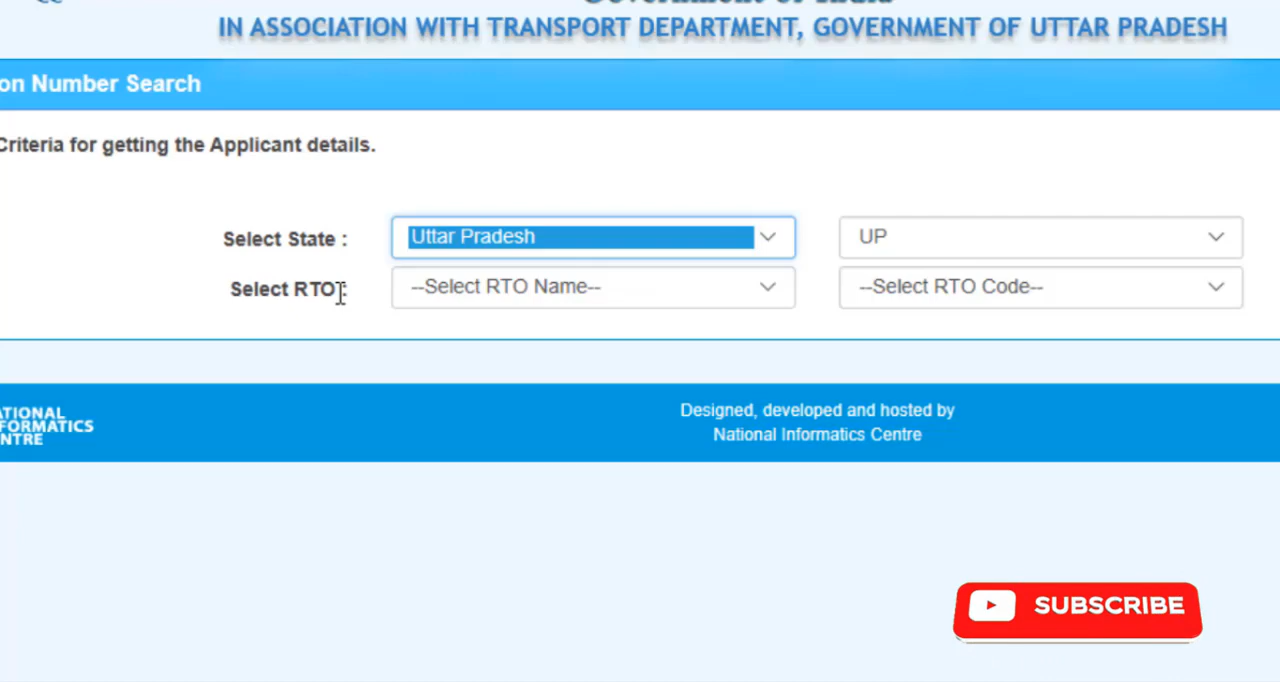 IN ASSOCIATION WITH TRANSPORT DEPARTMENT, GOVERNMENT OF UTTAR PRADESH
on Number Search
Criteria for getting the Applicant details.
Select State : Uttar Pradesh UP
Select RTO : --Select RTO Name-- --Select RTO Code--
ATIONAL
FORMATICS
NTRE
Designed, developed and hosted by
National Informatics Centre
SUBSCRIBE